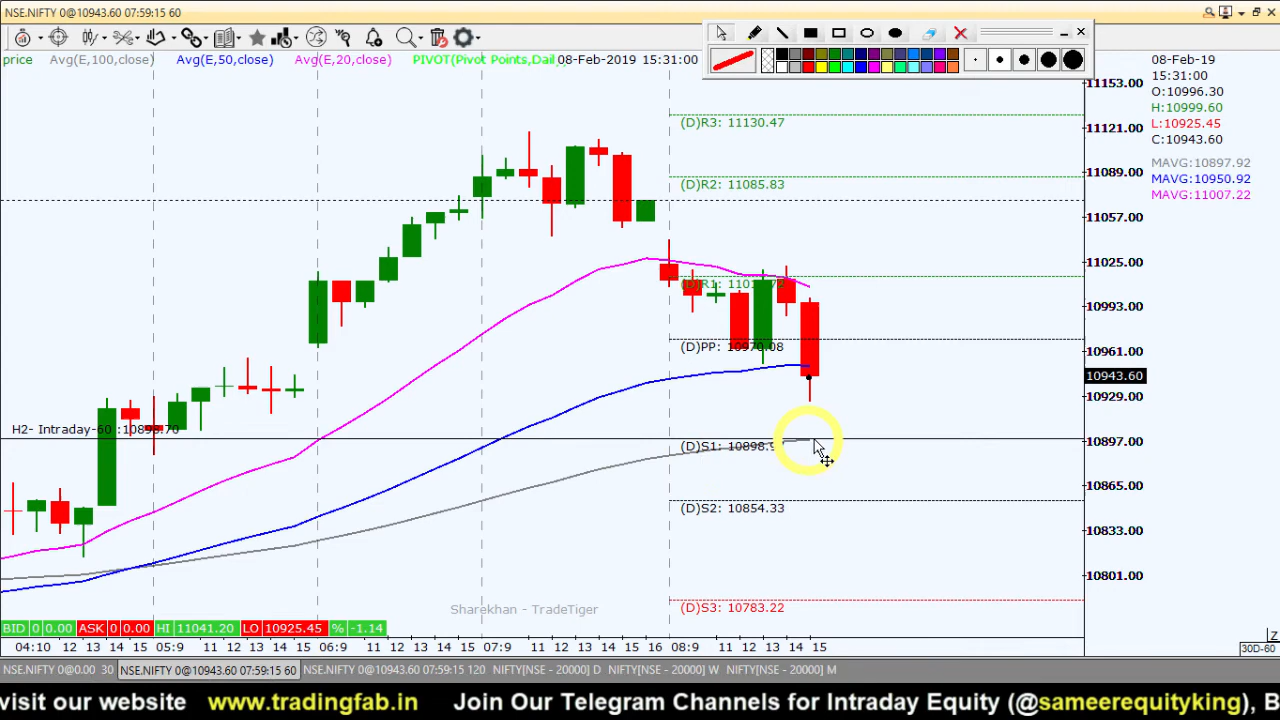 NSE.NIFTY 0@10943.60 07:59:15 60
price Avg(E,100,close) Avg(E,50,close) Avg(E,20,close) PIVOT(Pivot Points,Dail 08-Feb-2019 15:31:00
08-Feb-19
15:31:00
O:10996.30
H:10999.60
L:10925.45
C:10943.60
MAVG:10897.92
MAVG:10950.92
MAVG:11007.22
11153.00
11121.00
11089.00
11057.00
11025.00
10993.00
10961.00
10943.60
10929.00
10897.00
10865.00
10833.00
10801.00
(D)R3: 11130.47
(D)R2: 11085.83
(D)PP: 10970.08
H2- Intraday-60 :10898.70
(D)S2: 10854.33
(D)S3: 10783.22
Sharekhan - TradeTiger
BID 0 0.00 ASK 0 0.00 HI 11041.20 LO 10925.45 % -1.14
04:10 12 13 14 15 05:9 11 12 13 14 15 06:9 11 12 13 14 15 07:9 11 12 13 14 15 16 08:9 11 12 13 14 15
30D-60
Z
NSE.NIFTY 0@0.00 30 NSE.NIFTY 0@10943.60 07:59:15 60 NSE.NIFTY 0@10943.60 07:59:15 120 NIFTY[NSE - 20000] D NIFTY[NSE - 20000] W NIFTY[NSE - 20000] M
visit our website www.tradingfab.in Join Our Telegram Channels for Intraday Equity (@sameerequityking), B